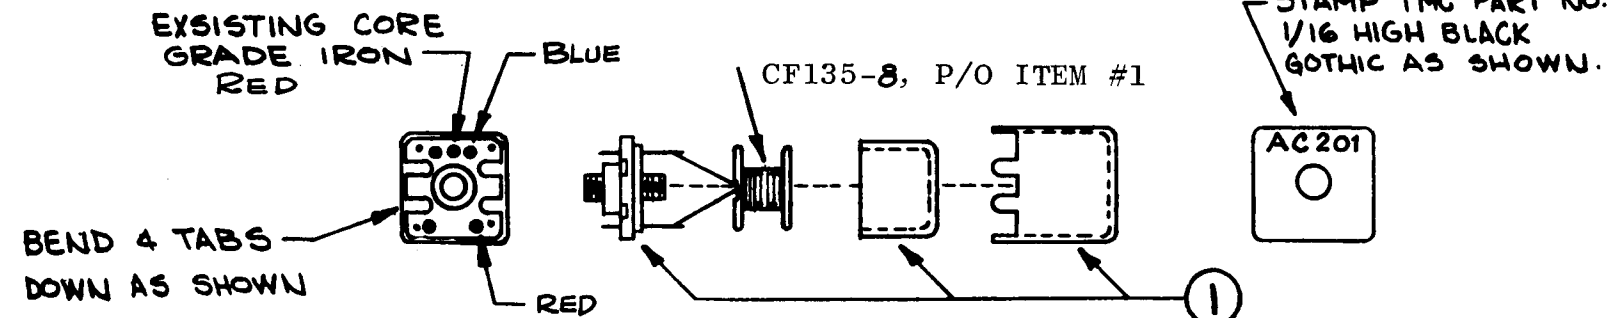 EXSISTING CORE
GRADE IRON
RED
BLUE
CF135-8, P/O ITEM #1
STAMP TMC PART NO.
1/16 HIGH BLACK
GOTHIC AS SHOWN.
AC201
BEND 4 TABS
DOWN AS SHOWN
RED
1